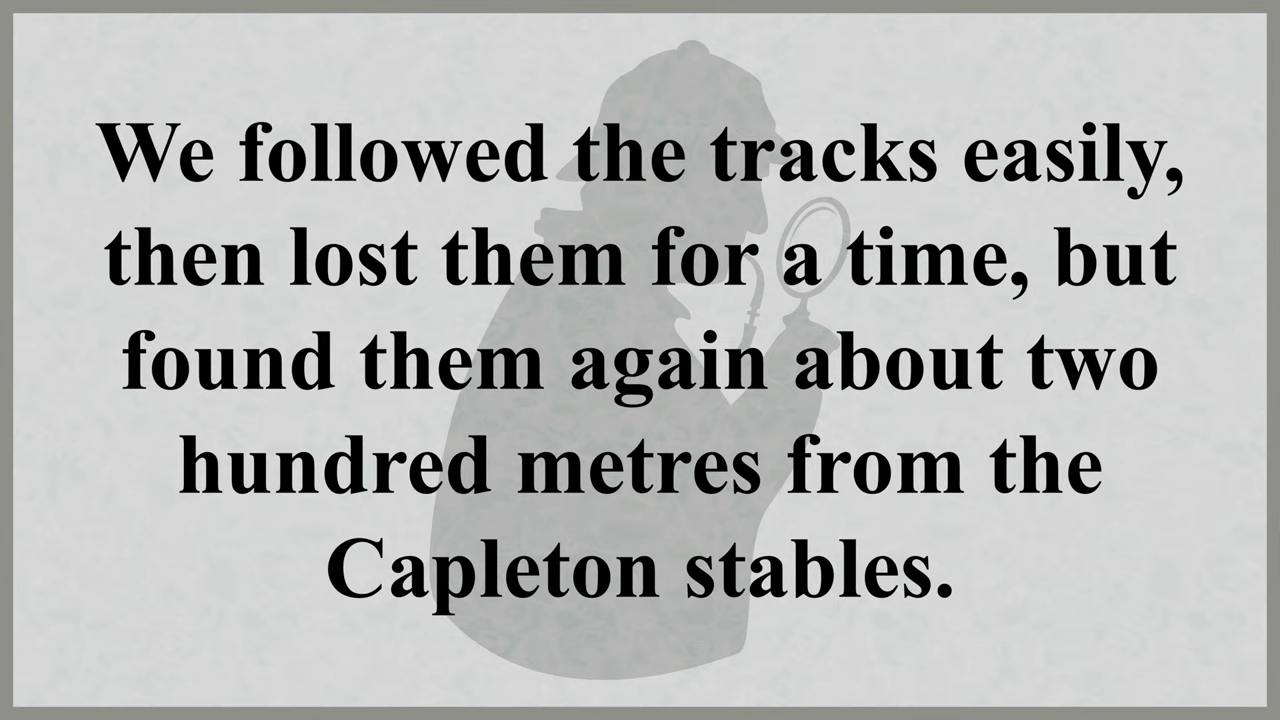 We followed the tracks easily,
then lost them for a time, but
found them again about two
hundred metres from the
Capleton stables.